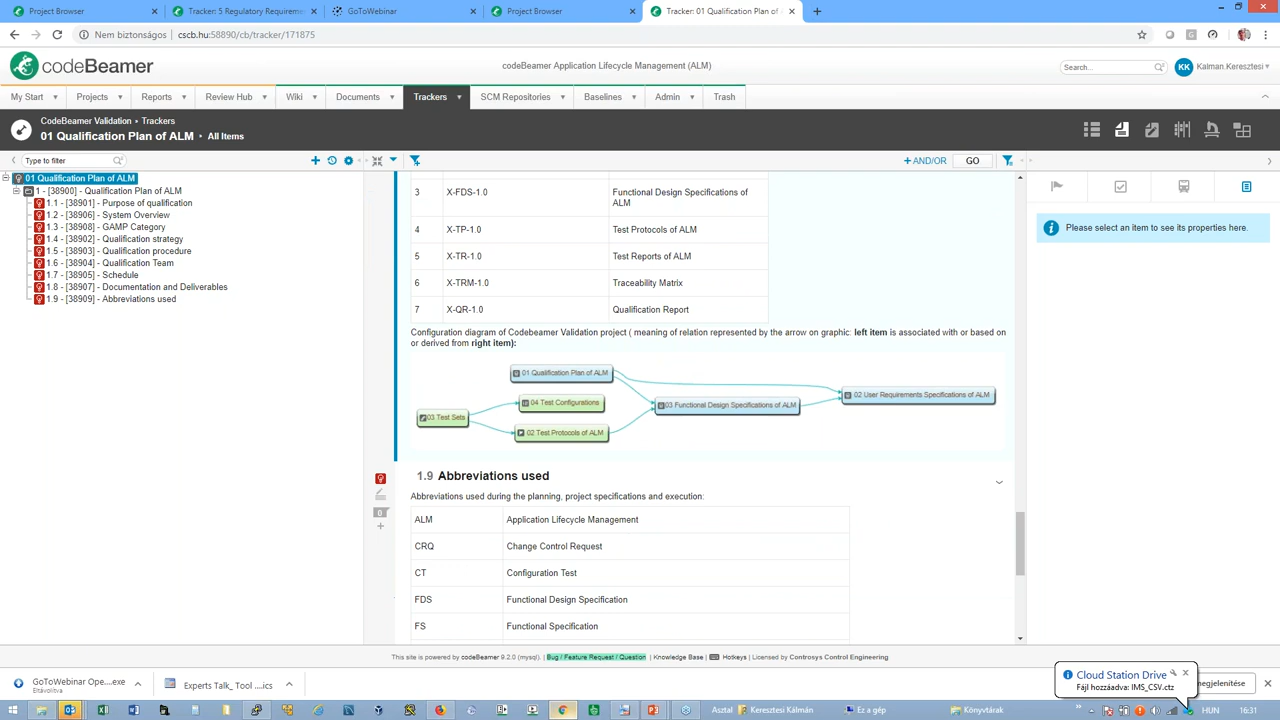 Project Browser
Tracker: 5 Regulatory Requireme
GoToWebinar
Project Browser
Tracker: 01 Qualification Plan of
Nem biztonságos | cscb.hu:58890/cb/tracker/171875
codeBeamer
codeBeamer Application Lifecycle Management (ALM)
Search...
KK
Kalman.Keresztesi
My Start
Projects
Reports
Review Hub
Wiki
Documents
Trackers
SCM Repositories
Baselines
Admin
Trash
CodeBeamer Validation • Trackers
01 Qualification Plan of ALM • All Items
Type to filter
+ AND/OR
GO
01 Qualification Plan of ALM
1 - [38900] - Qualification Plan of ALM
1.1 - [38901] - Purpose of qualification
1.2 - [38906] - System Overview
1.3 - [38908] - GAMP Category
1.4 - [38902] - Qualification strategy
1.5 - [38903] - Qualification procedure
1.6 - [38904] - Qualification Team
1.7 - [38905] - Schedule
1.8 - [38907] - Documentation and Deliverables
1.9 - [38909] - Abbreviations used
3 X-FDS-1.0 Functional Design Specifications of
ALM
4 X-TP-1.0 Test Protocols of ALM
5 X-TR-1.0 Test Reports of ALM
6 X-TRM-1.0 Traceability Matrix
7 X-QR-1.0 Qualification Report
Configuration diagram of Codebeamer Validation project ( meaning of relation represented by the arrow on graphic: left item is associated with or based on
or derived from right item):
01 Qualification Plan of ALM
02 User Requirements Specifications of ALM
04 Test Configurations
03 Functional Design Specifications of ALM
03 Test Sets
02 Test Protocols of ALM
1.9 Abbreviations used
0
Abbreviations used during the planning, project specifications and execution:
ALM Application Lifecycle Management
CRQ Change Control Request
CT Configuration Test
FDS Functional Design Specification
FS Functional Specification
Please select an item to see its properties here.
This site is powered by codeBeamer 9.2.0 (mysql). | Bug / Feature Request / Question | Knowledge Base | Hotkeys | Licensed by Controsys Control Engineering
GoToWebinar Ope....exe
Eltávolítva
Experts Talk_ Tool ....ics
Cloud Station Drive
Fájl hozzáadva: IMS_CSV.ctz
megjelenítése
Asztal
Keresztesi Kálmán
Ez a gép
Könyvtárak
HUN
16:31